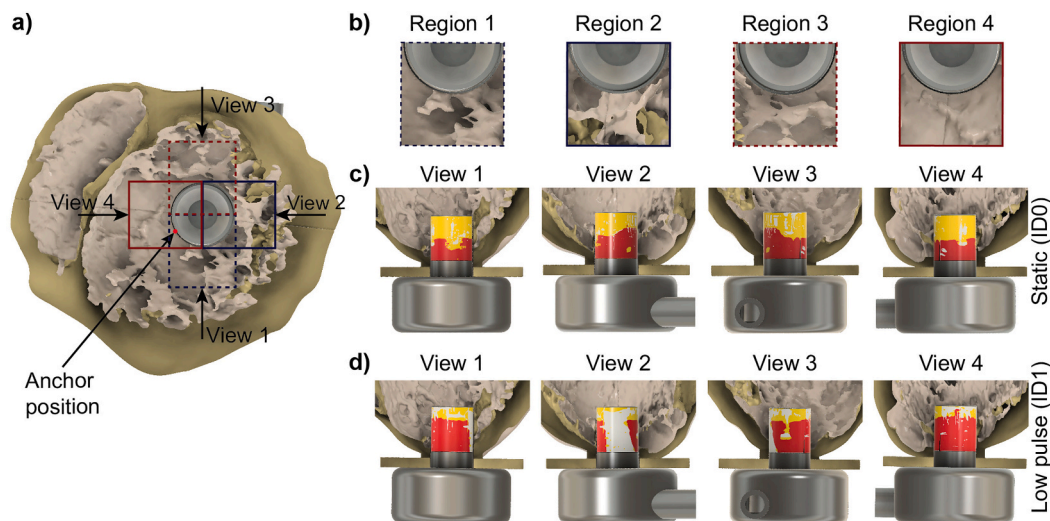 a)
View 3
View 4
View 2
View 1
Anchor
position
b)
Region 1
Region 2
Region 3
Region 4
c)
View 1
View 2
View 3
View 4
Static (ID0)
d)
View 1
View 2
View 3
View 4
Low pulse (ID1)